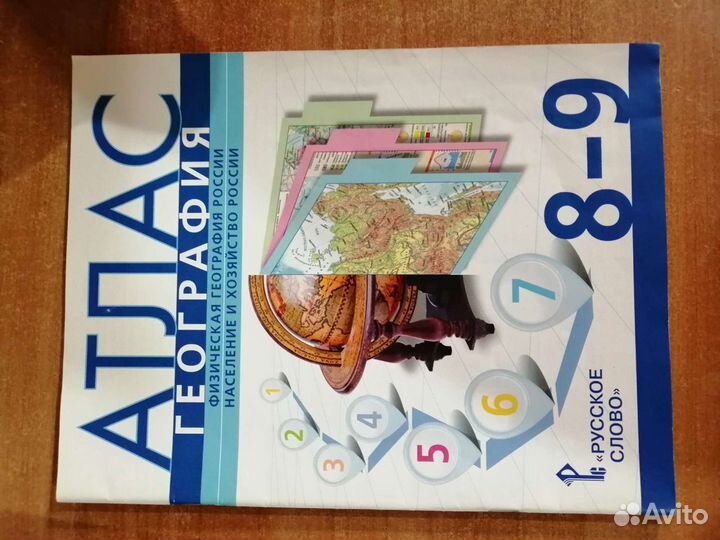 АТЛАС
ГЕОГРАФИЯ
ФИЗИЧЕСКАЯ ГЕОГРАФИЯ РОССИИ
НАСЕЛЕНИЕ И ХОЗЯЙСТВО РОССИИ
1
2
3
4
5
6
7
«РУССКОЕ
СЛОВО»
8–9
Avito